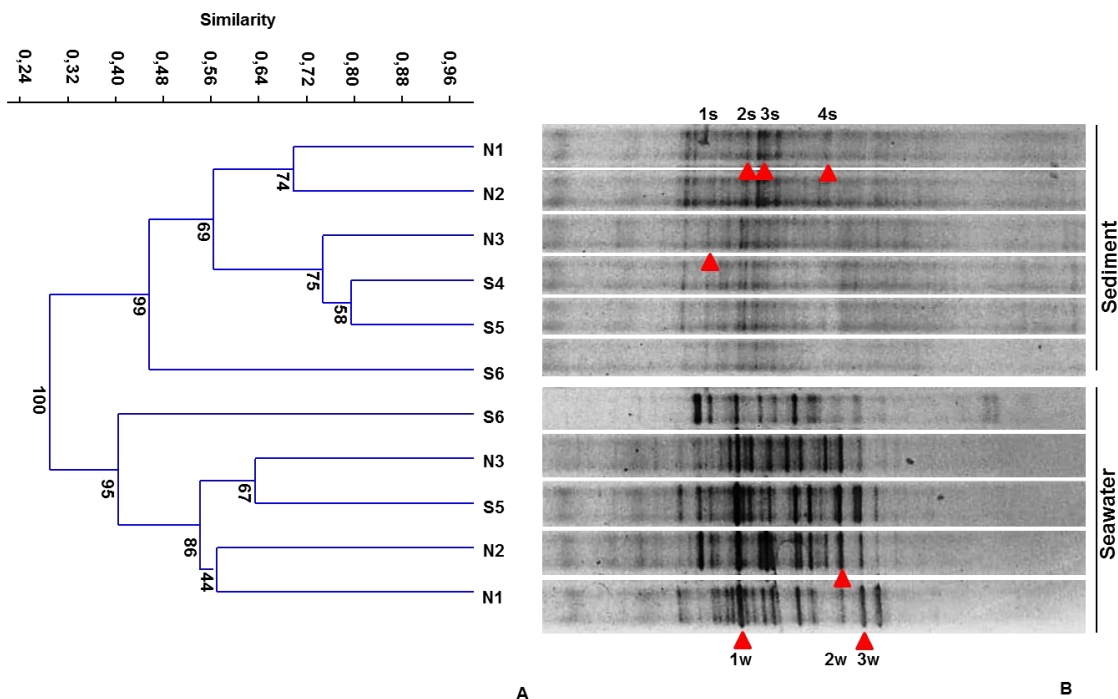 Similarity
0,24 0,32 0,40 0,48 0,56 0,64 0,72 0,80 0,88 0,96
1s 2s 3s 4s
N1
74
N2
69
N3
75
S4
58
S5
99
S6
100
S6
95
N3
67
S5
86
N2
44
N1
Sediment
Seawater
1w 2w 3w
A B